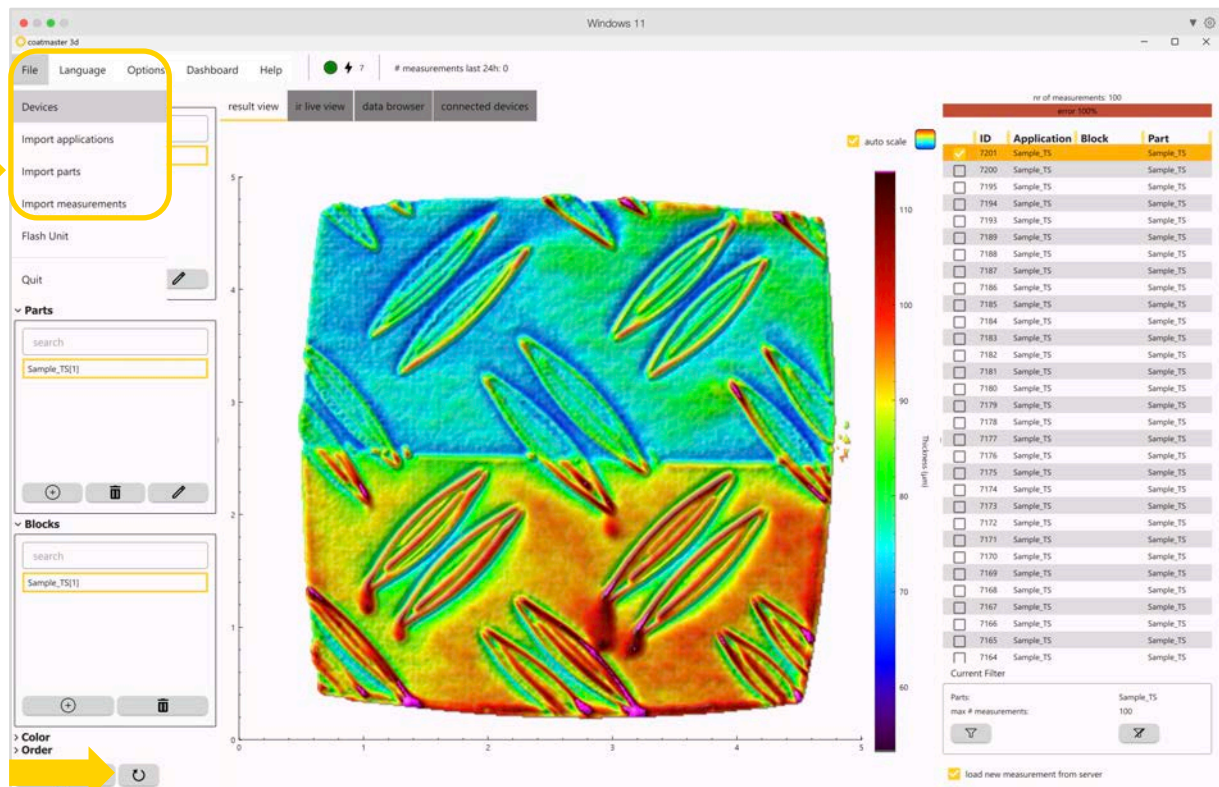 Windows 11
coatmaster 3d
File Language Options Dashboard Help 7 # measurements last 24h: 0
Devices
Import applications
Import parts
Import measurements
Flash Unit
Quit
Parts
search
Sample_TS[1]
Blocks
search
Sample_TS[1]
Color
Order
result view ir live view data browser connected devices
auto scale
5
4
3
2
1
0
0 1 2 3 4 5
110
100
90
80
70
60
Thickness (µm)
nr of measurements: 100
error 100%
ID Application Block Part
7201 Sample_TS Sample_TS
7200 Sample_TS Sample_TS
7195 Sample_TS Sample_TS
7194 Sample_TS Sample_TS
7193 Sample_TS Sample_TS
7189 Sample_TS Sample_TS
7188 Sample_TS Sample_TS
7187 Sample_TS Sample_TS
7186 Sample_TS Sample_TS
7185 Sample_TS Sample_TS
7184 Sample_TS Sample_TS
7183 Sample_TS Sample_TS
7182 Sample_TS Sample_TS
7181 Sample_TS Sample_TS
7180 Sample_TS Sample_TS
7179 Sample_TS Sample_TS
7178 Sample_TS Sample_TS
7177 Sample_TS Sample_TS
7176 Sample_TS Sample_TS
7175 Sample_TS Sample_TS
7174 Sample_TS Sample_TS
7173 Sample_TS Sample_TS
7172 Sample_TS Sample_TS
7171 Sample_TS Sample_TS
7170 Sample_TS Sample_TS
7169 Sample_TS Sample_TS
7168 Sample_TS Sample_TS
7167 Sample_TS Sample_TS
7166 Sample_TS Sample_TS
7165 Sample_TS Sample_TS
7164 Sample_TS Sample_TS
Current Filter
Parts: Sample_TS
max # measurements: 100
load new measurement from server